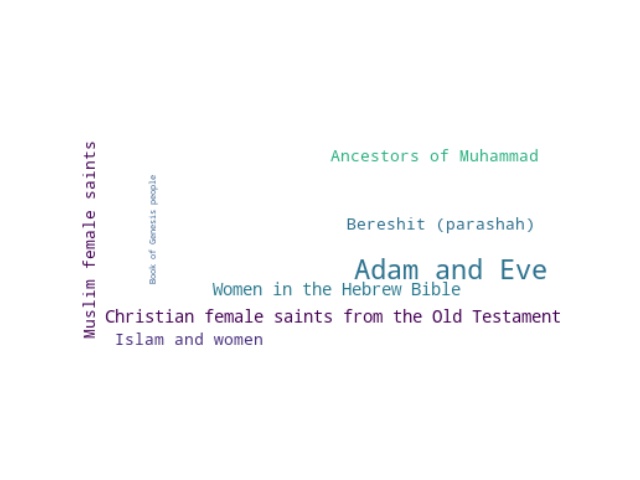 Muslim female saints
Book of Genesis people
Ancestors of Muhammad
Bereshit (parashah)
Adam and Eve
Women in the Hebrew Bible
Christian female saints from the Old Testament
Islam and women